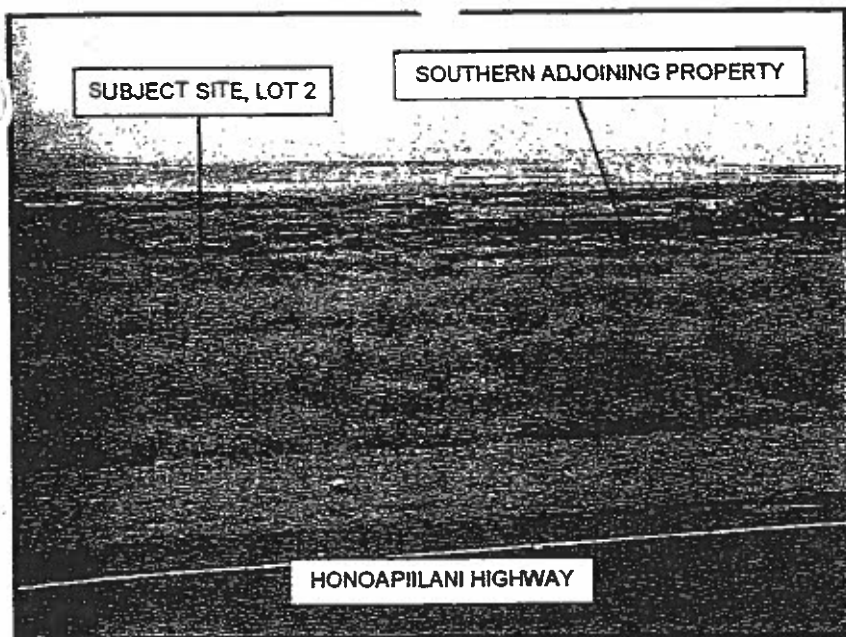 SUBJECT SITE, LOT 2
SOUTHERN ADJOINING PROPERTY
HONOAPIILANI HIGHWAY